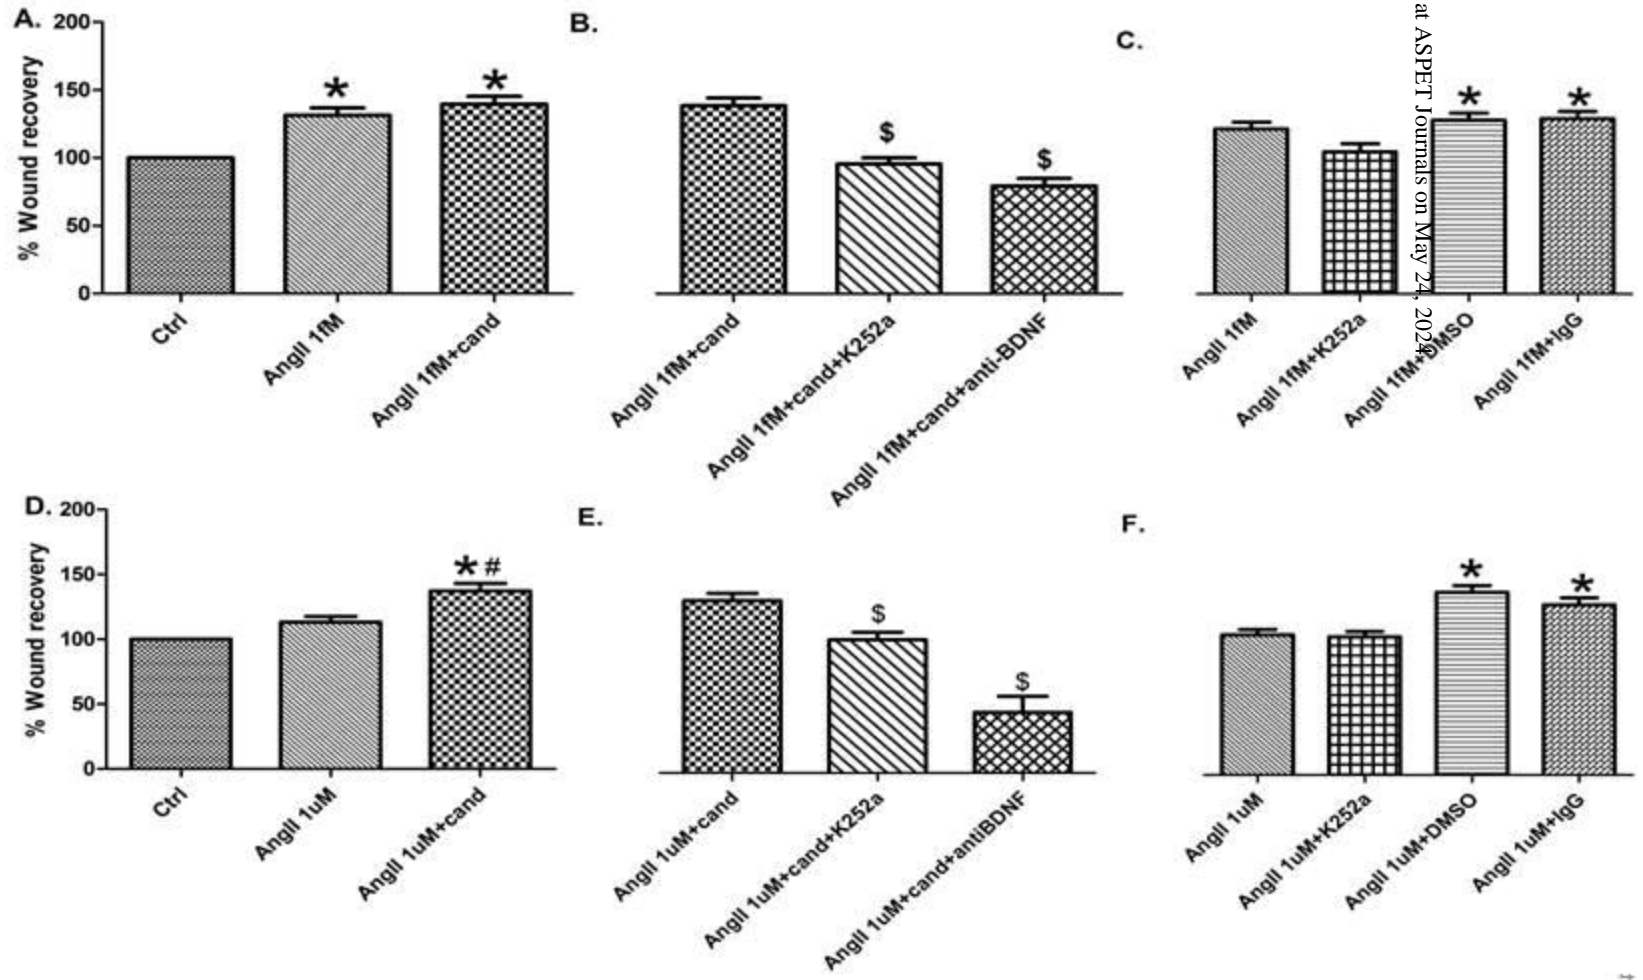 A.
% Wound recovery
200
150
100
50
0
*
*
Ctrl
AngII 1fM
AngII 1fM+cand
B.
$
$
AngII 1fM+cand
AngII 1fM+cand+K252a
AngII 1fM+cand+anti-BDNF
C.
*
*
AngII 1fM
AngII 1fM+K252a
AngII 1fM+DMSO
AngII 1fM+IgG
at ASPET Journals on May 24, 2024
D.
% Wound recovery
200
150
100
50
0
* #
Ctrl
AngII 1uM
AngII 1uM+cand
E.
$
$
AngII 1uM+cand
AngII 1uM+cand+K252a
AngII 1uM+cand+antiBDNF
F.
*
*
AngII 1uM
AngII 1uM+K252a
AngII 1uM+DMSO
AngII 1uM+IgG